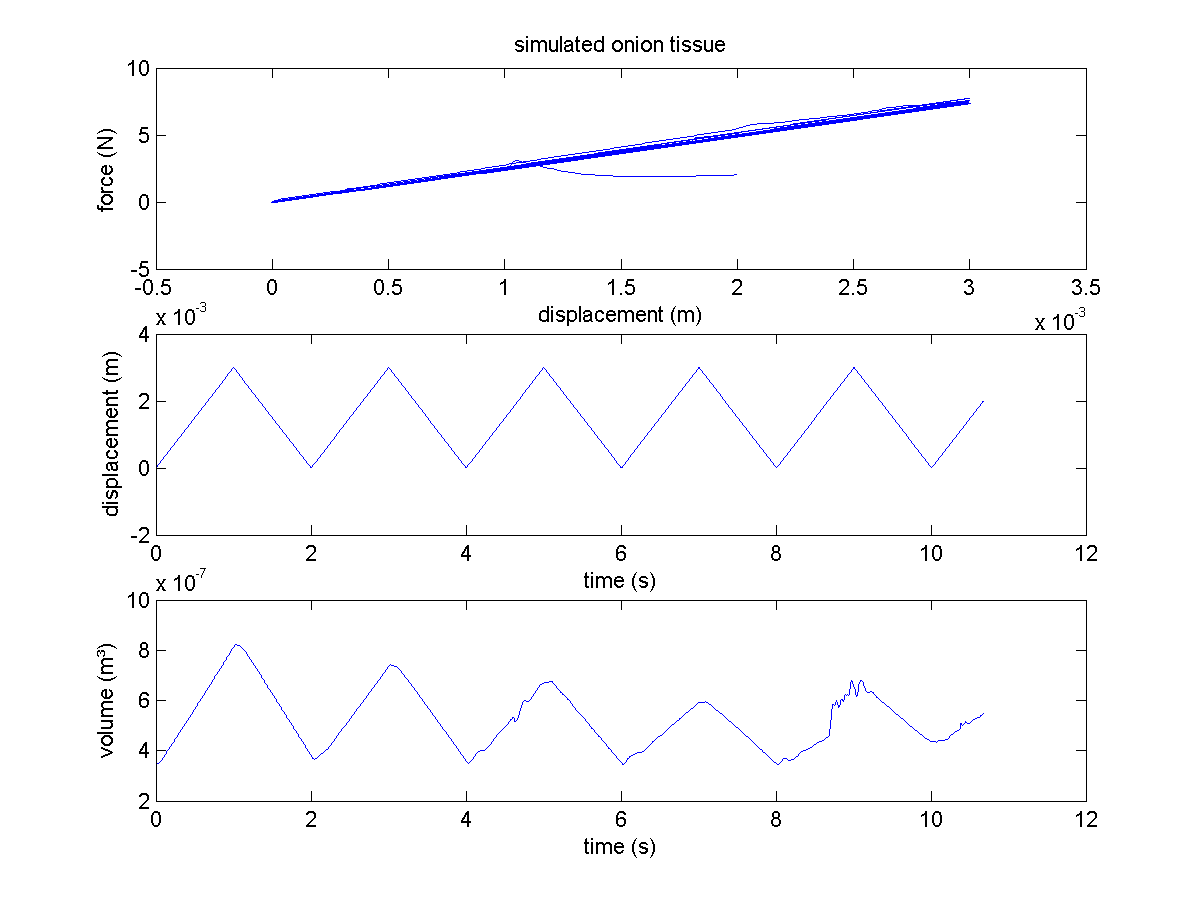 simulated onion tissue
10
5
0
-5
force (N)
-0.5 0 0.5 1 1.5 2 2.5 3 3.5
displacement (m)
x 10-3
x 10-3
4
2
0
-2
displacement (m)
0 2 4 6 8 10 12
time (s)
x 10-7
10
8
6
4
2
volume (m³)
0 2 4 6 8 10 12
time (s)